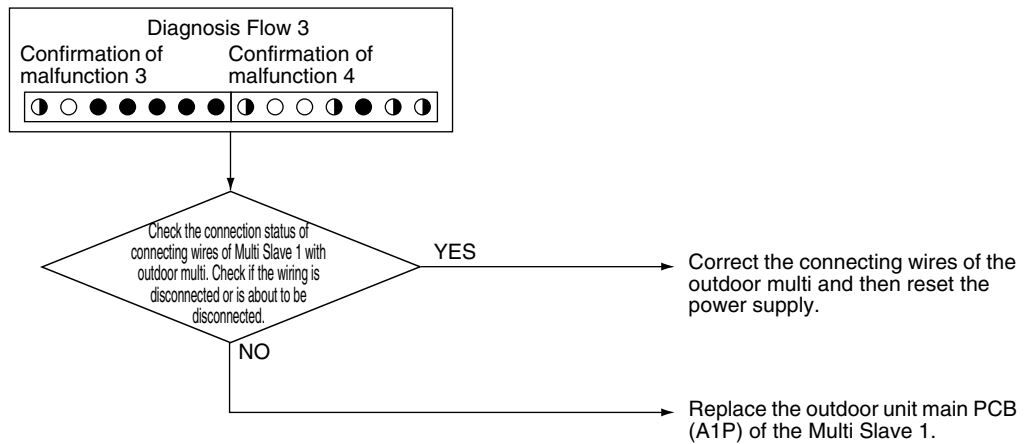 Diagnosis Flow 3
Confirmation of
malfunction 3
Confirmation of
malfunction 4
Check the connection status of
connecting wires of Multi Slave 1 with
outdoor multi. Check if the wiring is
disconnected or is about to be
disconnected.
YES
Correct the connecting wires of the
outdoor multi and then reset the
power supply.
NO
Replace the outdoor unit main PCB
(A1P) of the Multi Slave 1.